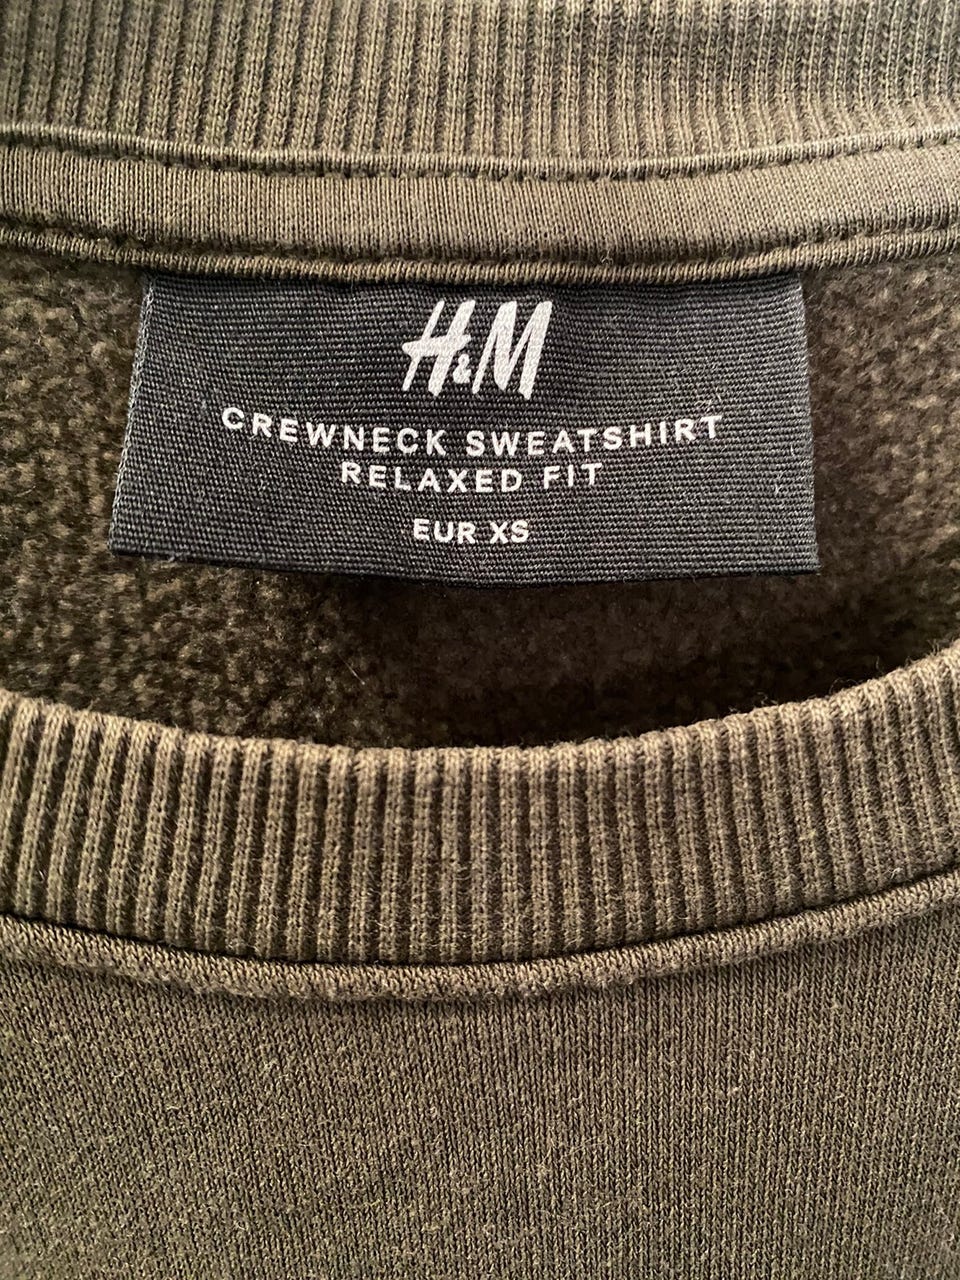 H&M
CREWNECK SWEATSHIRT
RELAXED FIT
EUR XS